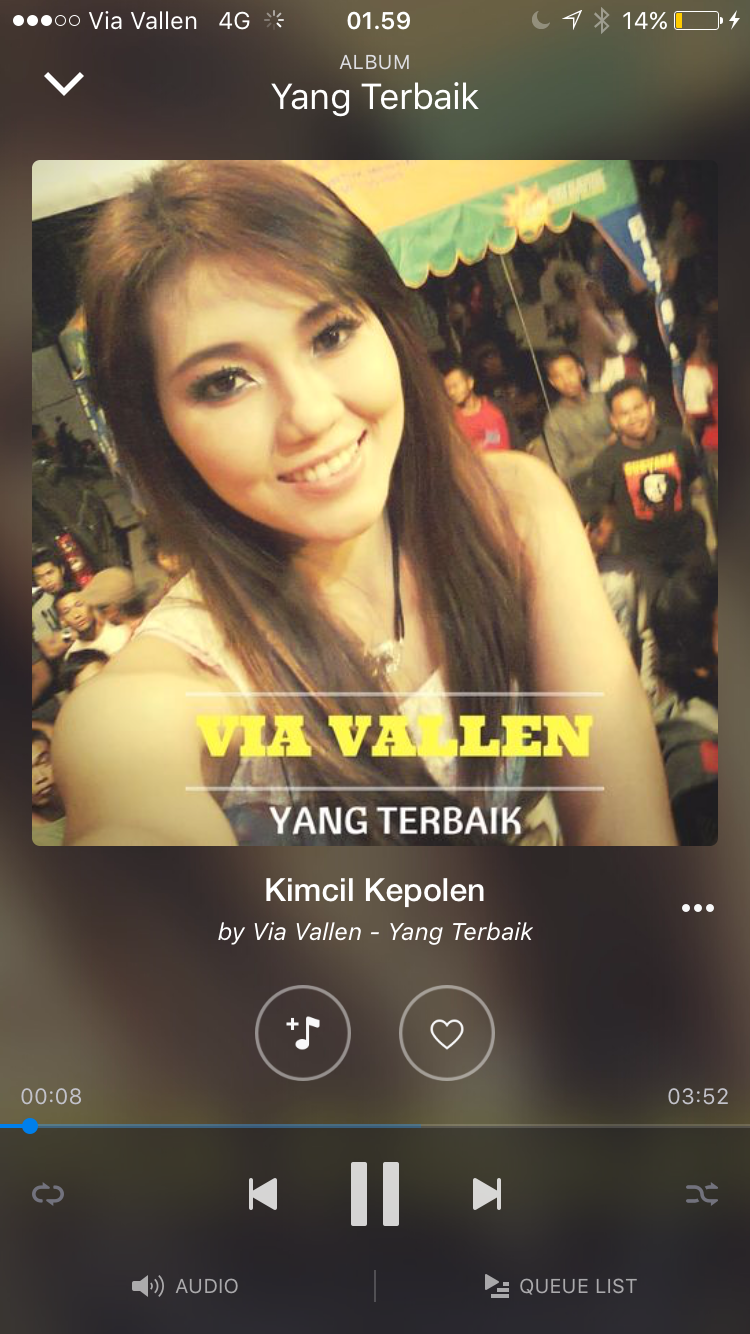 Via Vallen 4G 01.59 14%
ALBUM
Yang Terbaik
VIA VALLEN
YANG TERBAIK
Kimcil Kepolen
by Via Vallen - Yang Terbaik
00:08 03:52
AUDIO QUEUE LIST